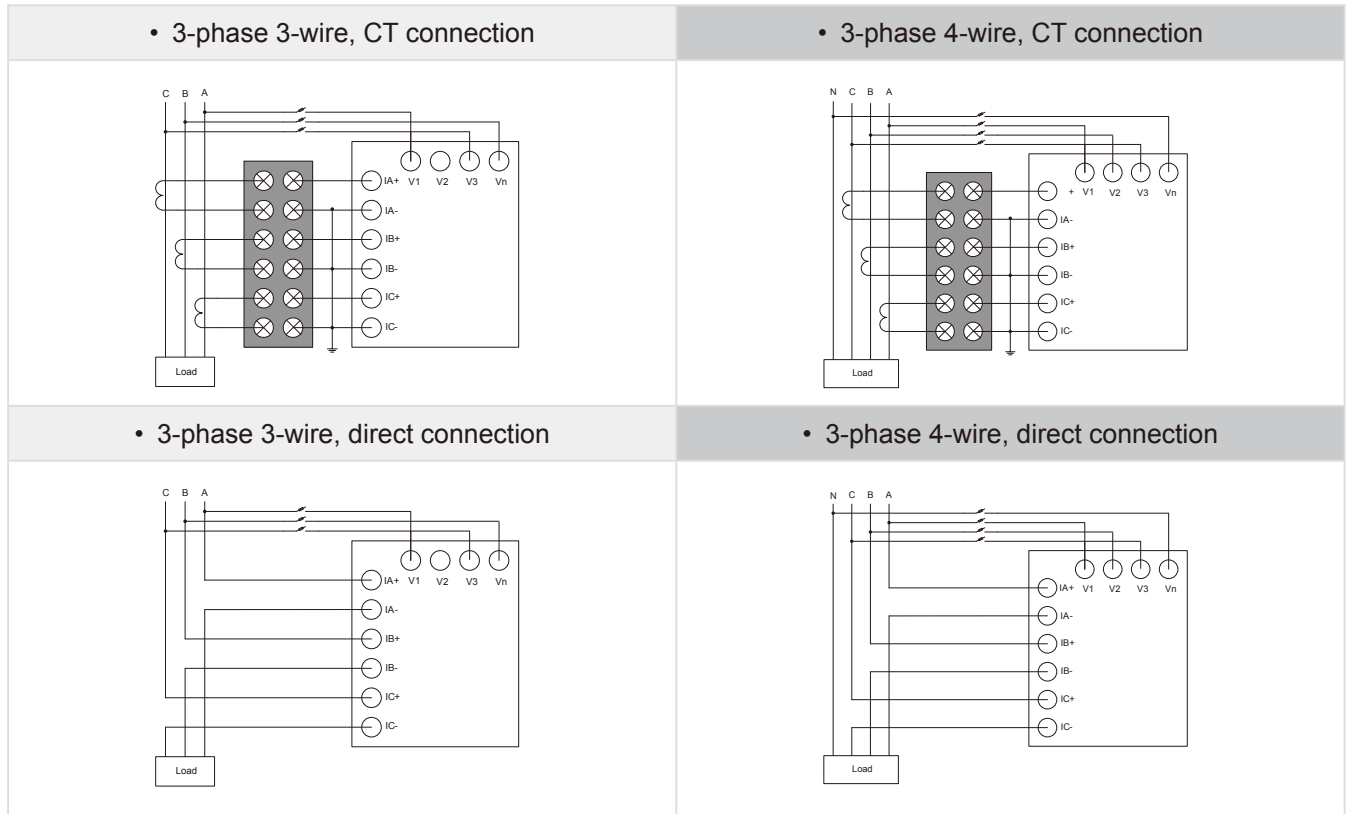 • 3-phase 3-wire, CT connection
• 3-phase 4-wire, CT connection
C B A
V1 V2 V3 Vn
IA+
IA-
IB+
IB-
IC+
IC-
Load
N C B A
+ V1 V2 V3 Vn
IA-
IB+
IB-
IC+
IC-
Load
• 3-phase 3-wire, direct connection
• 3-phase 4-wire, direct connection
C B A
IA+ V1 V2 V3 Vn
IA-
IB+
IB-
IC+
IC-
Load
N C B A
IA+ V1 V2 V3 Vn
IA-
IB+
IB-
IC+
IC-
Load